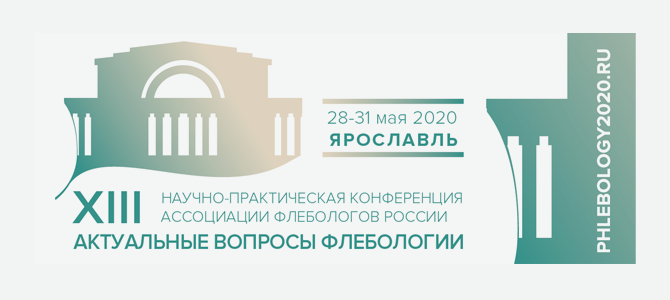 28-31 мая 2020
ЯРОСЛАВЛЬ
XIII
НАУЧНО-ПРАКТИЧЕСКАЯ КОНФЕРЕНЦИЯ
АССОЦИАЦИИ ФЛЕБОЛОГОВ РОССИИ
АКТУАЛЬНЫЕ ВОПРОСЫ ФЛЕБОЛОГИИ
PHLEBOLOGY2020.RU